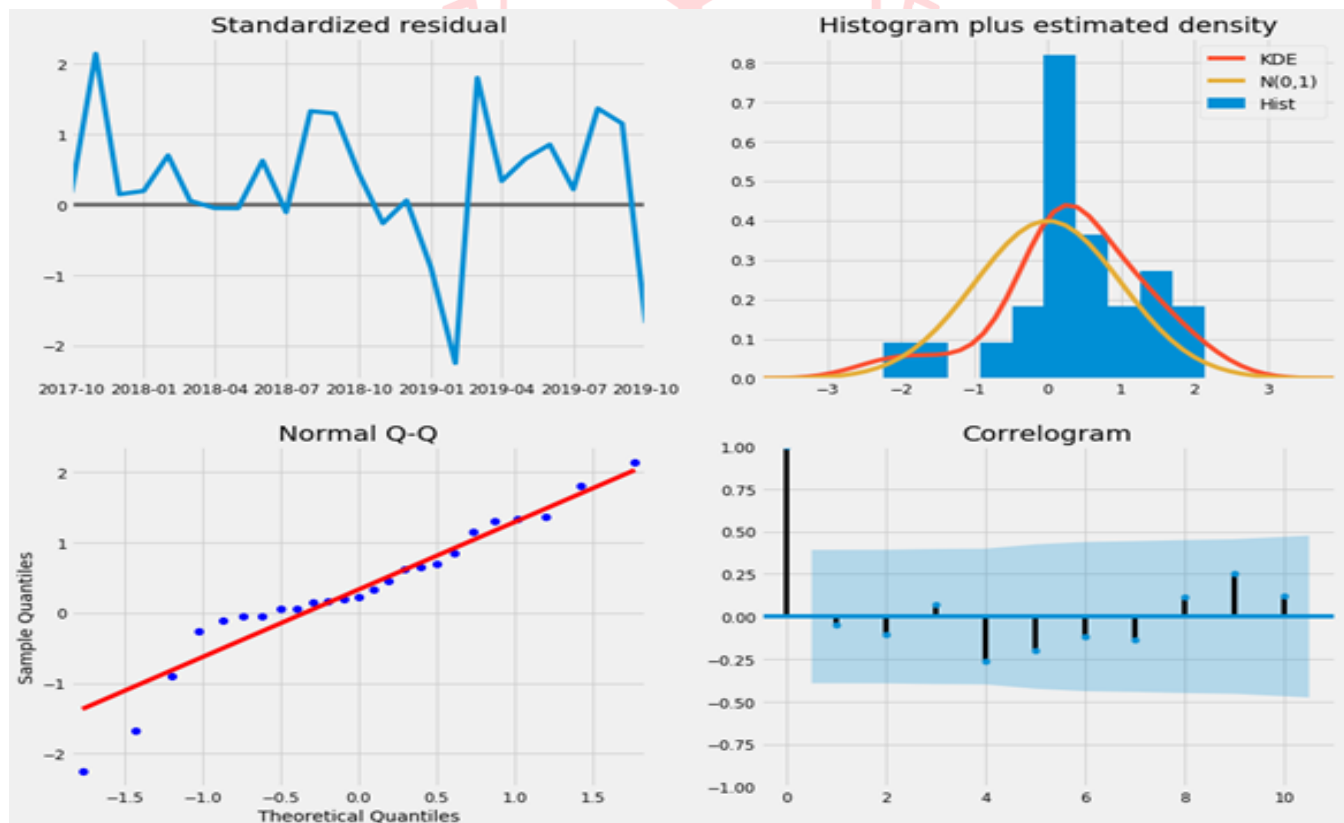 Standardized residual
2
1
0
−1
−2
2017-10 2018-01 2018-04 2018-07 2018-10 2019-01 2019-04 2019-07 2019-10
Histogram plus estimated density
KDE
N(0,1)
Hist
0.8
0.7
0.6
0.5
0.4
0.3
0.2
0.1
0.0
−3 −2 −1 0 1 2 3
Normal Q-Q
Sample Quantiles
2
1
0
−1
−2
−1.5 −1.0 −0.5 0.0 0.5 1.0 1.5
Theoretical Quantiles
Correlogram
1.00
0.75
0.50
0.25
0.00
−0.25
−0.50
−0.75
−1.00
0 2 4 6 8 10